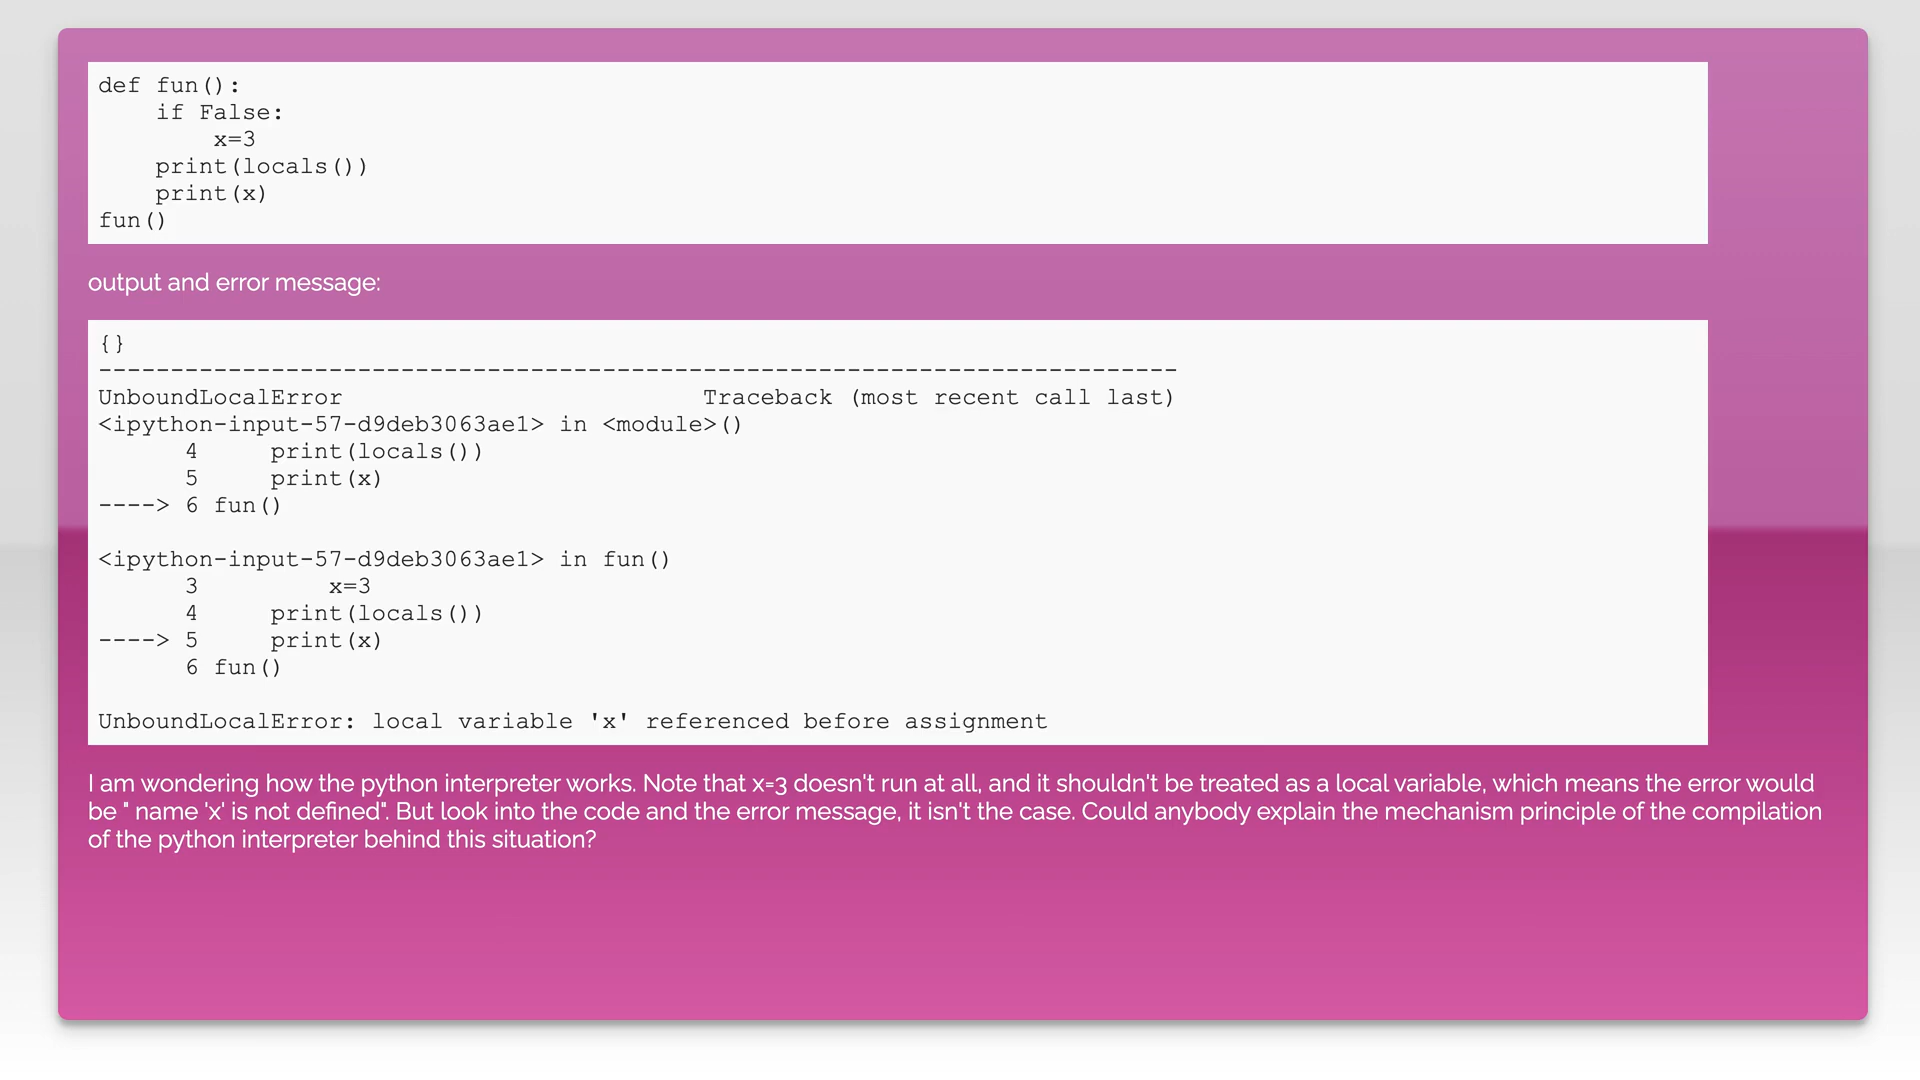 def fun():
    if False:
        x=3
    print(locals())
    print(x)
fun()
output and error message:
{}
---------------------------------------------------------------------------
UnboundLocalError                         Traceback (most recent call last)
<ipython-input-57-d9deb3063ae1> in <module>()
      4     print(locals())
      5     print(x)
----> 6 fun()
<ipython-input-57-d9deb3063ae1> in fun()
      3         x=3
      4     print(locals())
----> 5     print(x)
      6 fun()
UnboundLocalError: local variable 'x' referenced before assignment
I am wondering how the python interpreter works. Note that x=3 doesn't run at all, and it shouldn't be treated as a local variable, which means the error would
be " name 'x' is not defined". But look into the code and the error message, it isn't the case. Could anybody explain the mechanism principle of the compilation
of the python interpreter behind this situation?